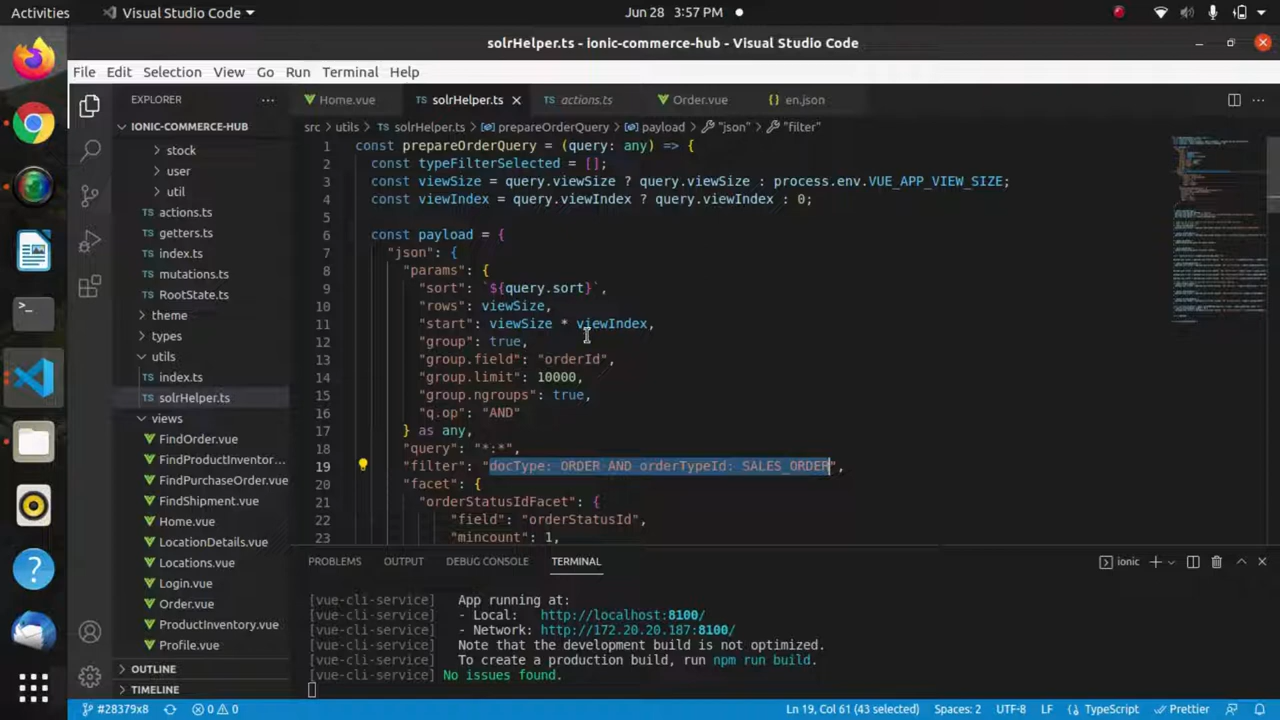 Activities
Visual Studio Code
Jun 28 3:57 PM
solrHelper.ts - ionic-commerce-hub - Visual Studio Code
File Edit Selection View Go Run Terminal Help
EXPLORER
Home.vue
solrHelper.ts
actions.ts
Order.vue
en.json
IONIC-COMMERCE-HUB
stock
user
util
TS actions.ts
TS getters.ts
TS index.ts
TS mutations.ts
TS RootState.ts
theme
types
utils
TS index.ts
TS solrHelper.ts
views
FindOrder.vue
FindProductInventor...
FindPurchaseOrder.vue
FindShipment.vue
Home.vue
LocationDetails.vue
Locations.vue
Login.vue
Order.vue
ProductInventory.vue
Profile.vue
OUTLINE
TIMELINE
src > utils > TS solrHelper.ts > prepareOrderQuery > payload > "json" > "filter"
1 const prepareOrderQuery = (query: any) => {
2 const typeFilterSelected = [];
3 const viewSize = query.viewSize ? query.viewSize : process.env.VUE_APP_VIEW_SIZE;
4 const viewIndex = query.viewIndex ? query.viewIndex : 0;
5
6 const payload = {
7 "json": {
8 "params": {
9 "sort": `${query.sort}`,
10 "rows": viewSize,
11 "start": viewSize * viewIndex,
12 "group": true,
13 "group.field": "orderId",
14 "group.limit": 10000,
15 "group.ngroups": true,
16 "q.op": "AND"
17 } as any,
18 "query": "*:*",
19 "filter": "docType: ORDER AND orderTypeId: SALES_ORDER",
20 "facet": {
21 "orderStatusIdFacet": {
22 "field": "orderStatusId",
23 "mincount": 1,
PROBLEMS OUTPUT DEBUG CONSOLE TERMINAL
ionic
[vue-cli-service] App running at:
[vue-cli-service] - Local: http://localhost:8100/
[vue-cli-service] - Network: http://172.20.20.187:8100/
[vue-cli-service] Note that the development build is not optimized.
[vue-cli-service] To create a production build, run npm run build.
[vue-cli-service] No issues found.
#28379x8 0 0 Ln 19, Col 61 (43 selected) Spaces: 2 UTF-8 LF TypeScript Prettier